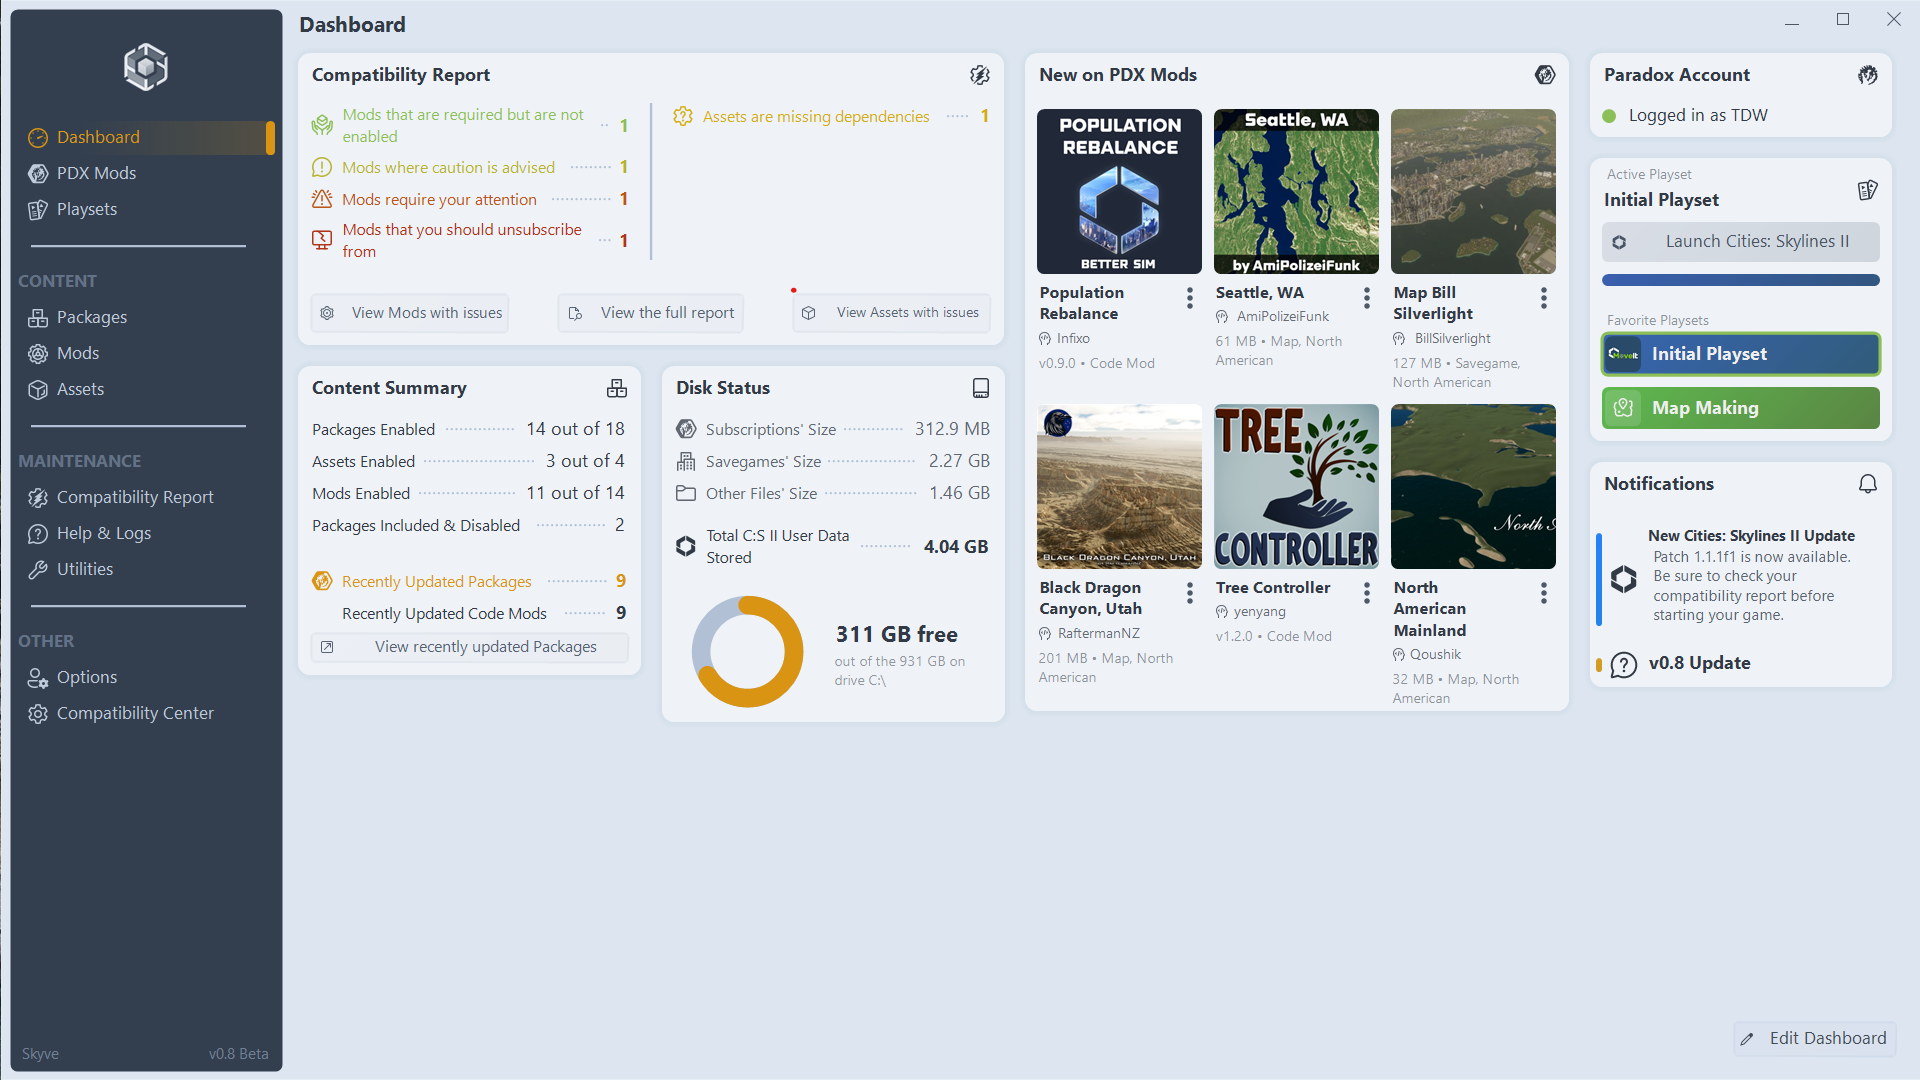 Dashboard
Dashboard
PDX Mods
Playsets
CONTENT
Packages
Mods
Assets
MAINTENANCE
Compatibility Report
Help & Logs
Utilities
OTHER
Options
Compatibility Center
Skyve
v0.8 Beta
Compatibility Report
Mods that are required but are not
enabled
1
Mods where caution is advised
1
Mods require your attention
1
Mods that you should unsubscribe
from
1
Assets are missing dependencies
1
View Mods with issues
View the full report
View Assets with issues
Content Summary
Packages Enabled
14 out of 18
Assets Enabled
3 out of 4
Mods Enabled
11 out of 14
Packages Included & Disabled
2
Recently Updated Packages
9
Recently Updated Code Mods
9
View recently updated Packages
Disk Status
Subscriptions' Size
312.9 MB
Savegames' Size
2.27 GB
Other Files' Size
1.46 GB
Total C:S II User Data
Stored
4.04 GB
311 GB free
out of the 931 GB on
drive C:\
New on PDX Mods
POPULATION
REBALANCE
BETTER SIM
Population
Rebalance
Infixo
v0.9.0 • Code Mod
Seattle, WA
by AmiPolizeiFunk
Seattle, WA
AmiPolizeiFunk
61 MB • Map, North
American
Map Bill
Silverlight
BillSilverlight
127 MB • Savegame,
North American
BLACK DRAGON CANYON, UTAH
Black Dragon
Canyon, Utah
RaftermanNZ
201 MB • Map, North
American
TREE
CONTROLLER
Tree Controller
yenyang
v1.2.0 • Code Mod
North
North
American
Mainland
Qoushik
32 MB • Map, North
American
Paradox Account
Logged in as TDW
Active Playset
Initial Playset
Launch Cities: Skylines II
Favorite Playsets
MoveIt
Initial Playset
Map Making
Notifications
New Cities: Skylines II Update
Patch 1.1.1f1 is now available.
Be sure to check your
compatibility report before
starting your game.
v0.8 Update
Edit Dashboard